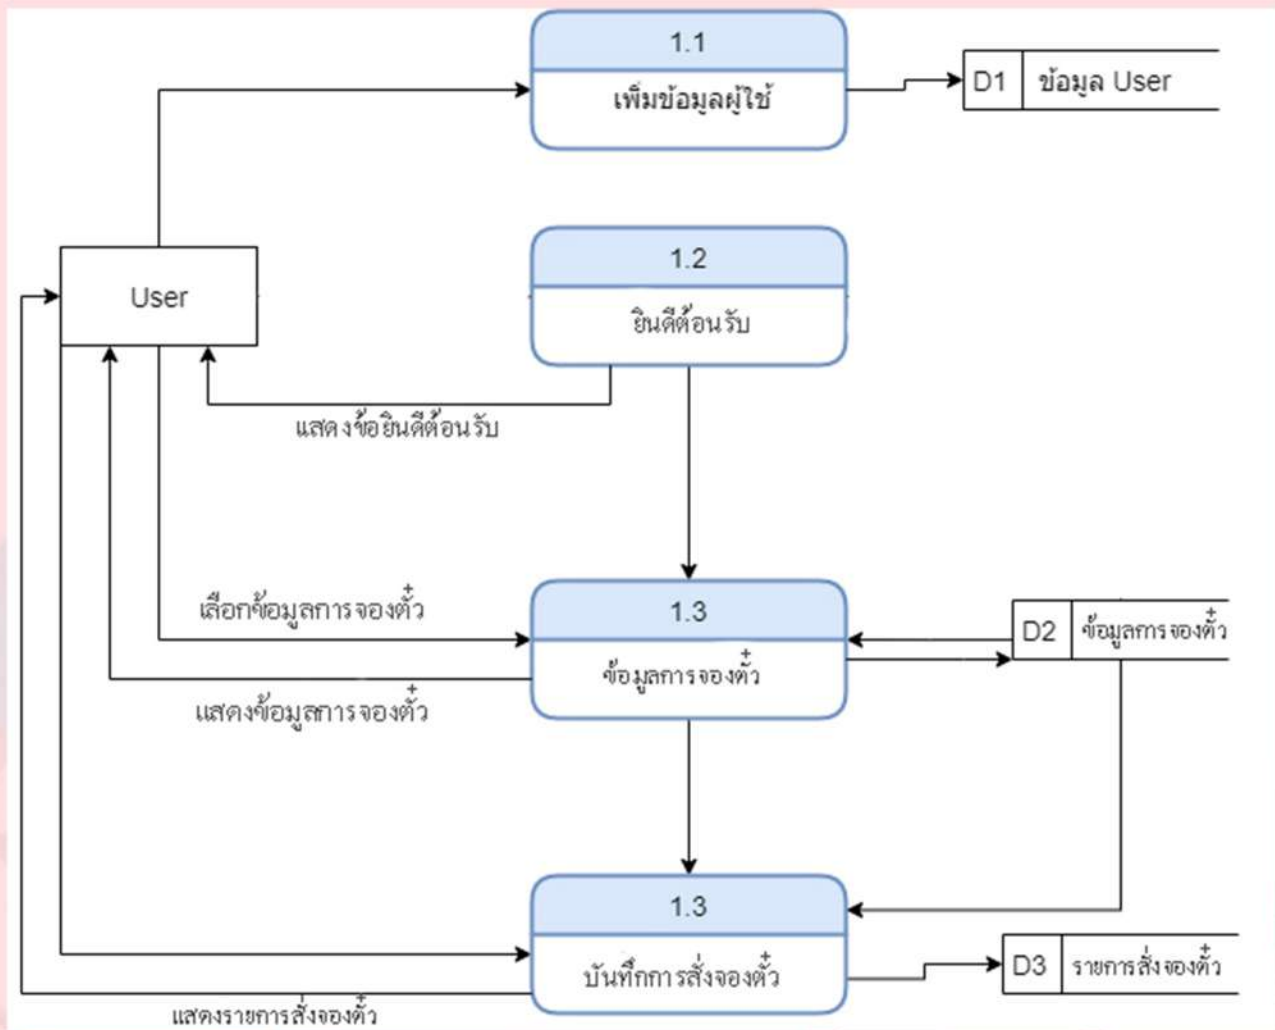 1.1
เพิ่มข้อมูลผู้ใช้
D1 ข้อมูล User
1.2
ยินดีต้อนรับ
User
แสดงข้อยินดีต้อนรับ
เลือกข้อมูลการจองตั๋ว
1.3
ข้อมูลการจองตั๋ว
D2 ข้อมูลการจองตั๋ว
แสดงข้อมูลการจองตั๋ว
1.3
บันทึกการสั่งจองตั๋ว
D3 รายการสั่งจองตั๋ว
แสดงรายการสั่งจองตั๋ว